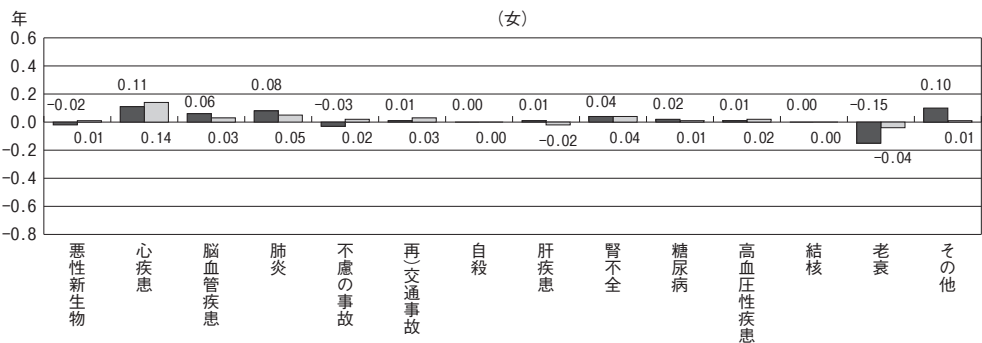 年
(女)
0.6
0.4
0.2
0.0
-0.2
-0.4
-0.6
-0.8
-0.02 0.11 0.06 0.08 -0.03 0.01 0.00 0.01 0.04 0.02 0.01 0.00 -0.15 0.10
0.01 0.14 0.03 0.05 0.02 0.03 0.00 -0.02 0.04 0.01 0.02 0.00 -0.04 0.01
悪性新生物
心疾患
脳血管疾患
肺炎
不慮の事故
再)交通事故
自殺
肝疾患
腎不全
糖尿病
高血圧性疾患
結核
老衰
その他